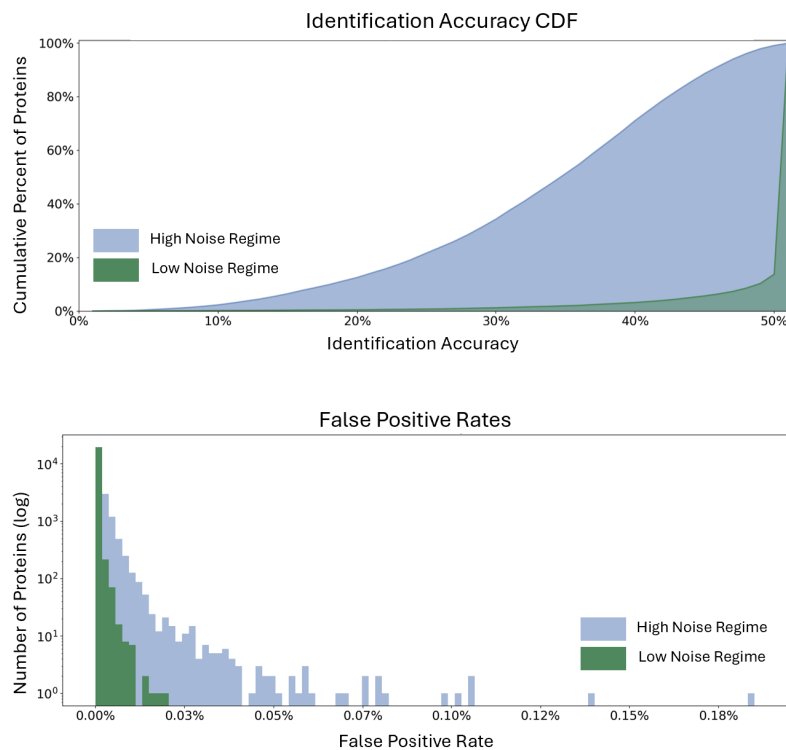 Identification Accuracy CDF
Cumulative Percent of Proteins
100%
80%
60%
40%
20%
0%
High Noise Regime
Low Noise Regime
0% 10% 20% 30% 40% 50%
Identification Accuracy
False Positive Rates
Number of Proteins (log)
10⁴
10³
10²
10¹
10⁰
High Noise Regime
Low Noise Regime
0.00% 0.03% 0.05% 0.07% 0.10% 0.12% 0.15% 0.18%
False Positive Rate